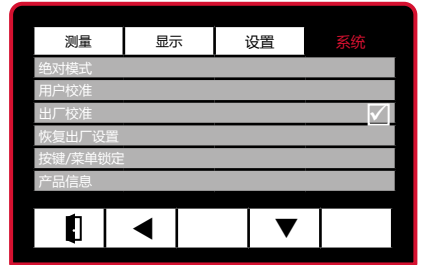 测量 显示 设置 系统
绝对模式
用户校准
出厂校准
恢复出厂设置
按键/菜单锁定
产品信息